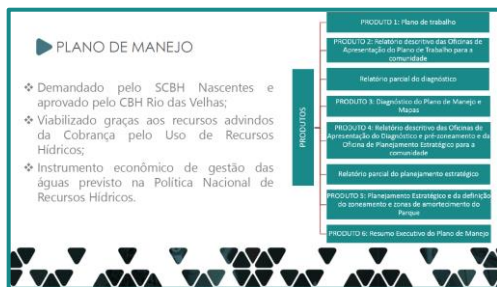 PLANO DE MANEJO
❖ Demandado pelo SCBH Nascentes e
aprovado pelo CBH Rio das Velhas;
❖ Viabilizado graças aos recursos advindos
da Cobrança pelo Uso de Recursos
Hídricos;
❖ Instrumento econômico de gestão das
águas previsto na Política Nacional de
Recursos Hídricos.
PRODUTOS
PRODUTO 1: Plano de trabalho
PRODUTO 2: Relatório descritivo das Oficinas de
Apresentação do Plano de Trabalho para a
comunidade
Relatório parcial do diagnóstico
PRODUTO 3: Diagnóstico do Plano de Manejo e
Mapas
PRODUTO 4: Relatório descritivo das Oficinas de
Apresentação do Diagnóstico e pré-zoneamento e da
Oficina de Planejamento Estratégico para a
comunidade
Relatório parcial do planejamento estratégico
PRODUTO 5: Planejamento Estratégico e da definição
do zoneamento e zonas de amortecimento do
Parque
PRODUTO 6: Resumo Executivo do Plano de Manejo